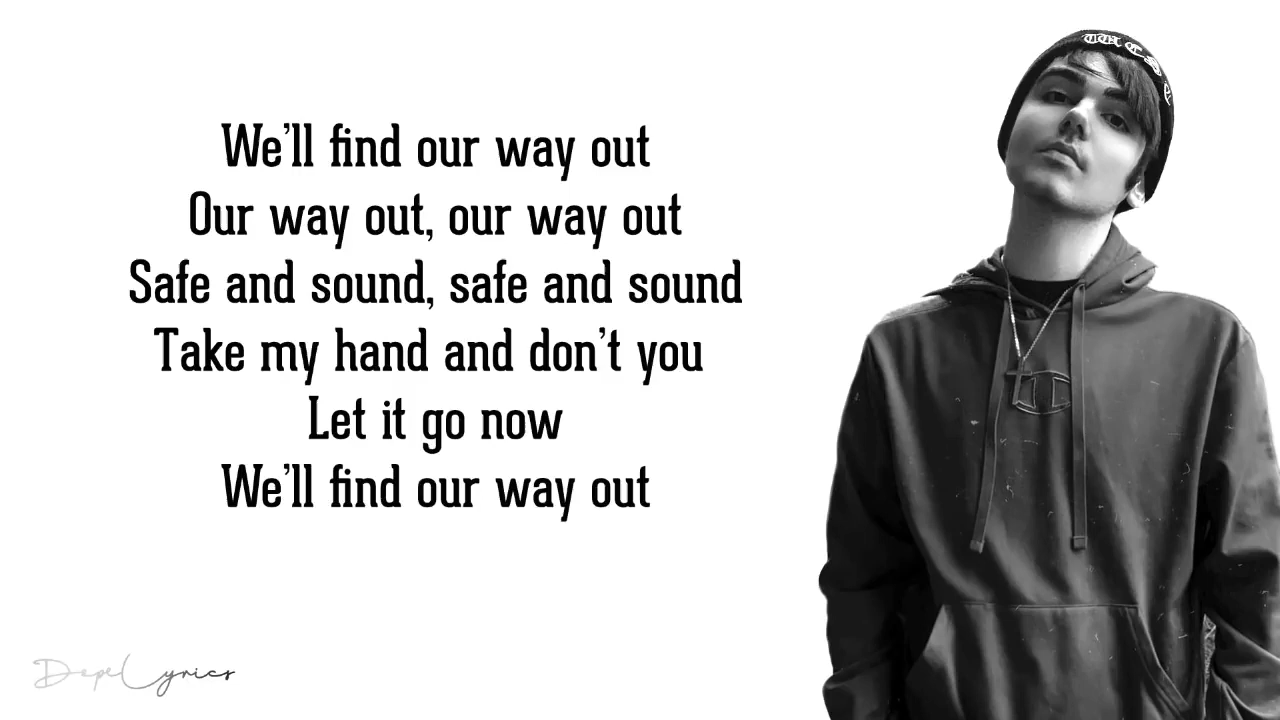 We'll find our way out
Our way out, our way out
Safe and sound, safe and sound
Take my hand and don't you
Let it go now
We'll find our way out
DepeLyrics